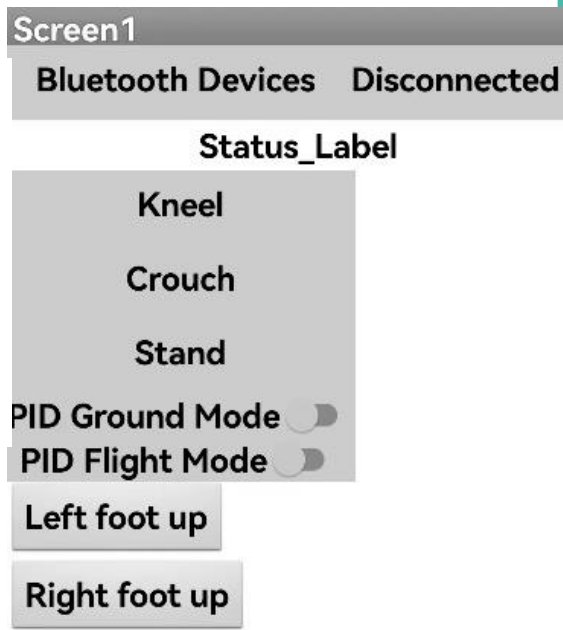 Screen1
Bluetooth Devices Disconnected
Status_Label
Kneel
Crouch
Stand
PID Ground Mode
PID Flight Mode
Left foot up
Right foot up